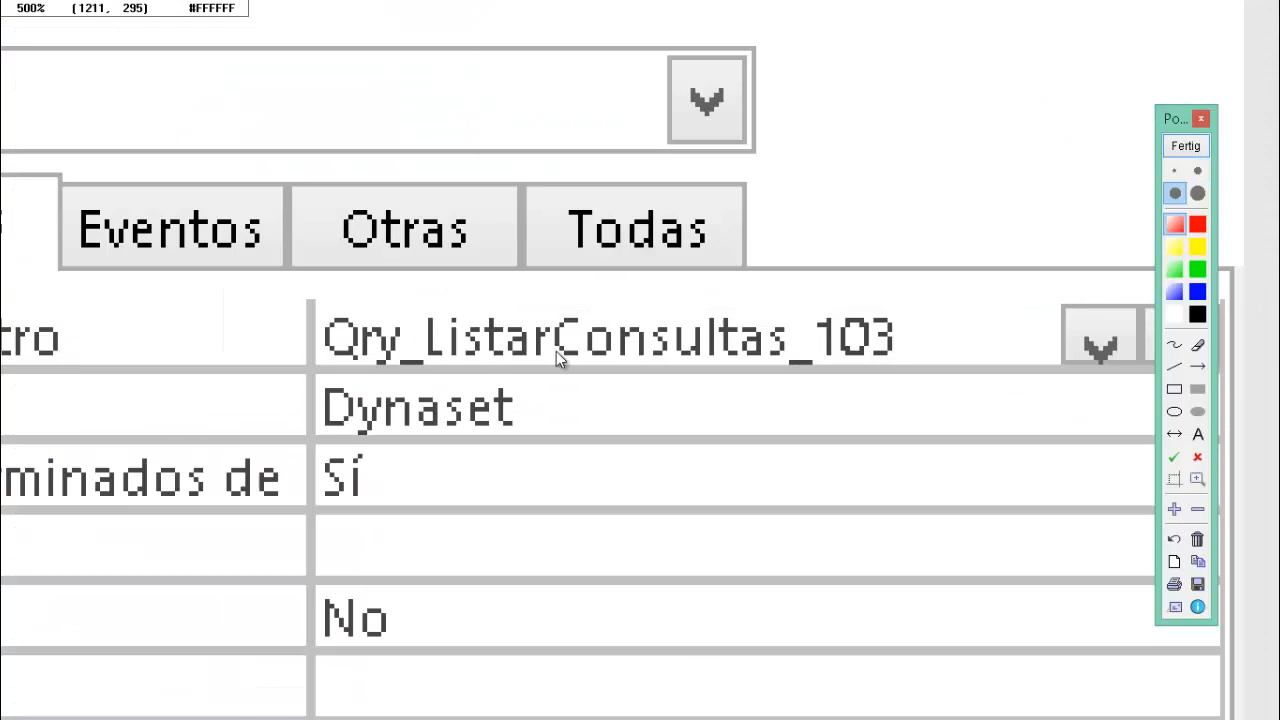 500% (1211, 295) #FFFFFF
Po...
Fertig
Eventos Otras Todas
tro Qry_ListarConsultas_103
Dynaset
minados de Sí
No